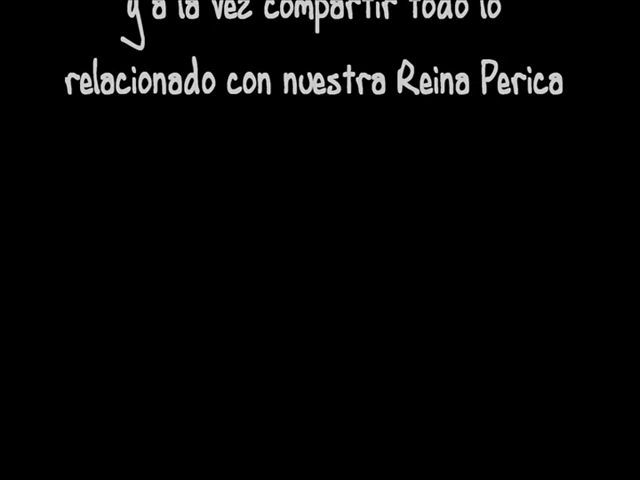 y a la vez compartir todo lo
relacionado con nuestra Reina Perica